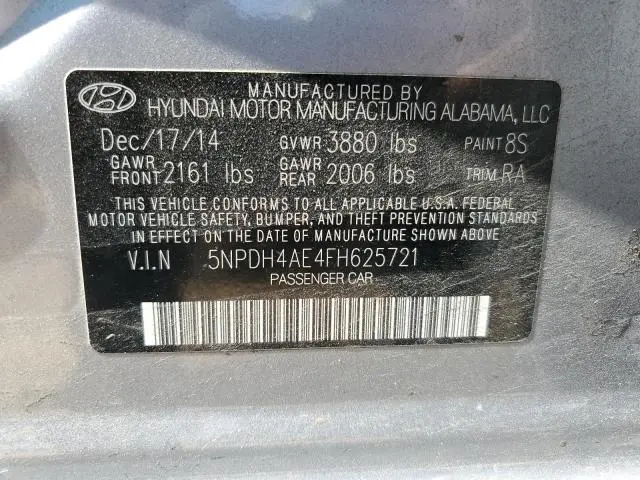 MANUFACTURED BY
HYUNDAI MOTOR MANUFACTURING ALABAMA, LLC
Dec/17/14 GVWR 3880 lbs PAINT 8S
GAWR FRONT 2161 lbs GAWR REAR 2006 lbs TRIM RA
THIS VEHICLE CONFORMS TO ALL APPLICABLE U.S.A. FEDERAL
MOTOR VEHICLE SAFETY, BUMPER, AND THEFT PREVENTION STANDARDS
IN EFFECT ON THE DATE OF MANUFACTURE SHOWN ABOVE.
V.I.N 5NPDH4AE4FH625721
PASSENGER CAR